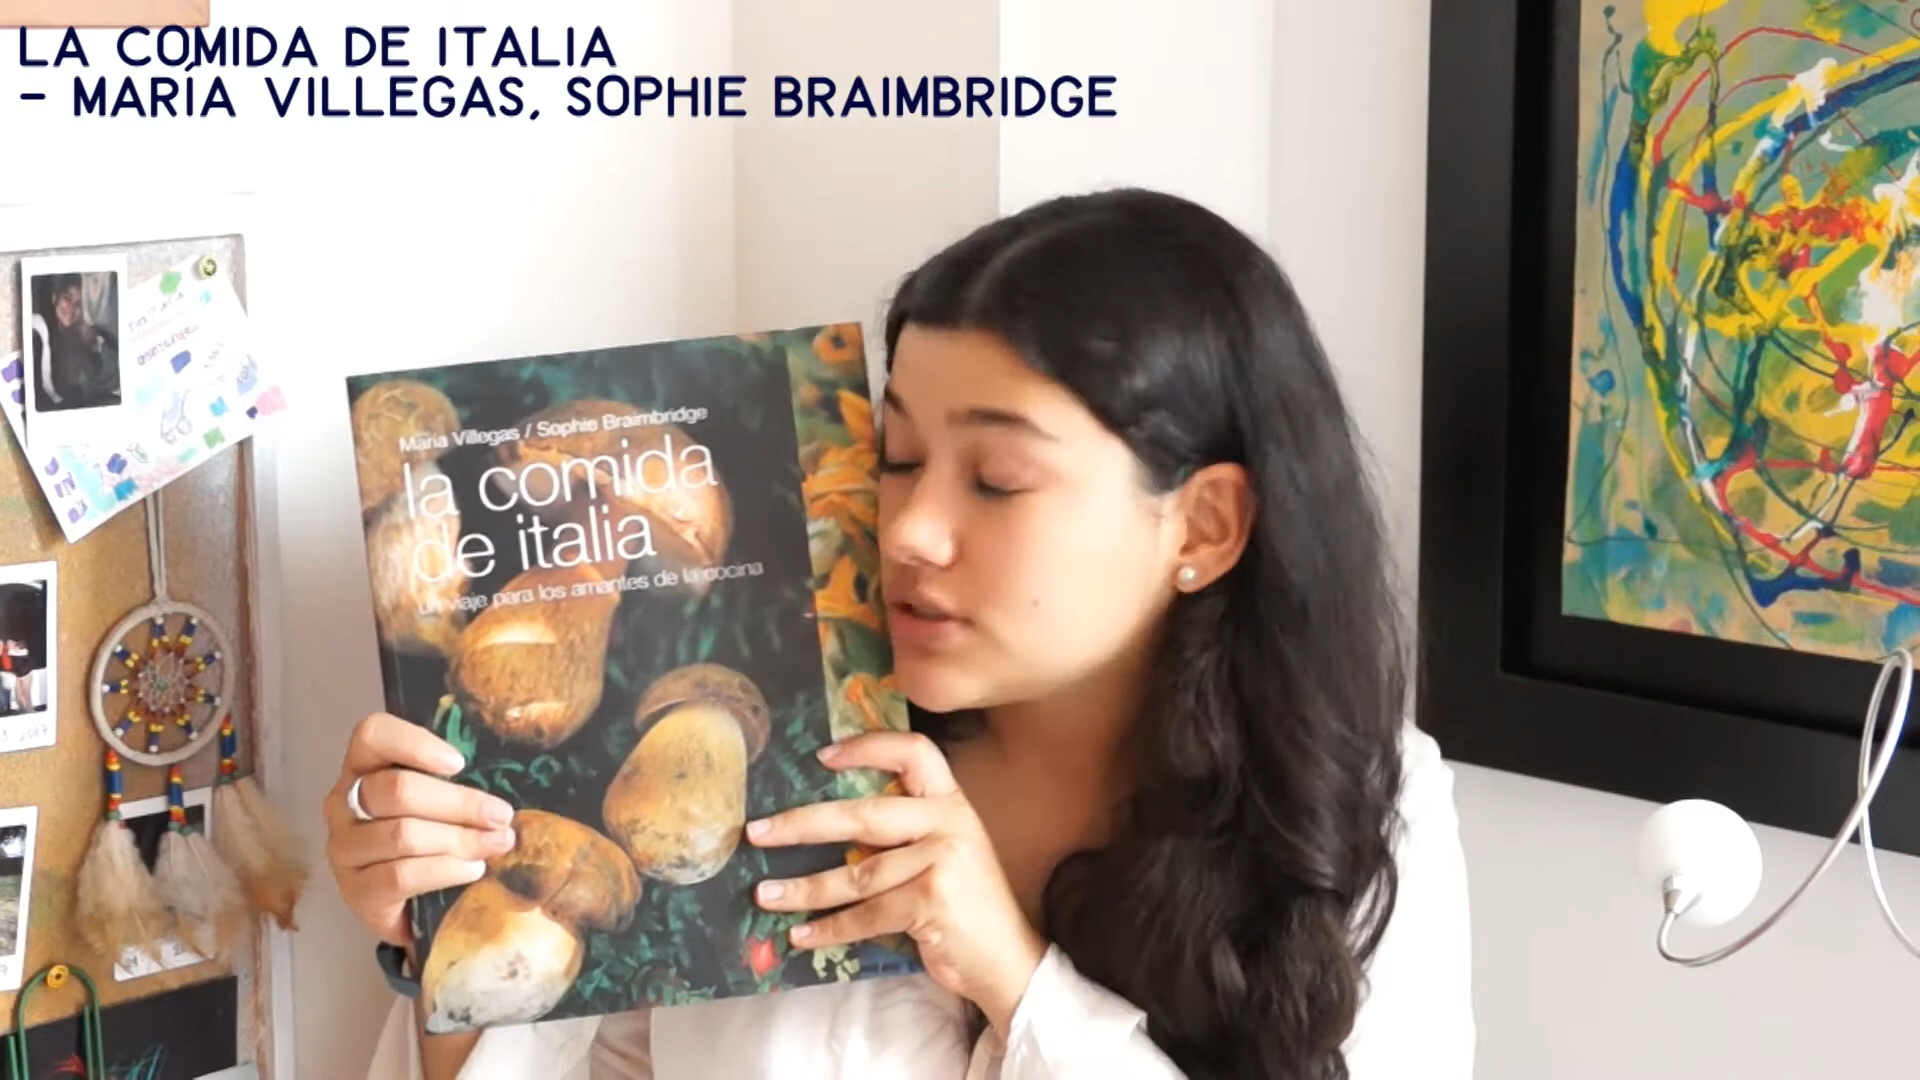 LA COMIDA DE ITALIA
- MARÍA VILLEGAS, SOPHIE BRAIMBRIDGE
María Villegas / Sophie Braimbridge
la comida
de italia
un viaje para los amantes de la cocina